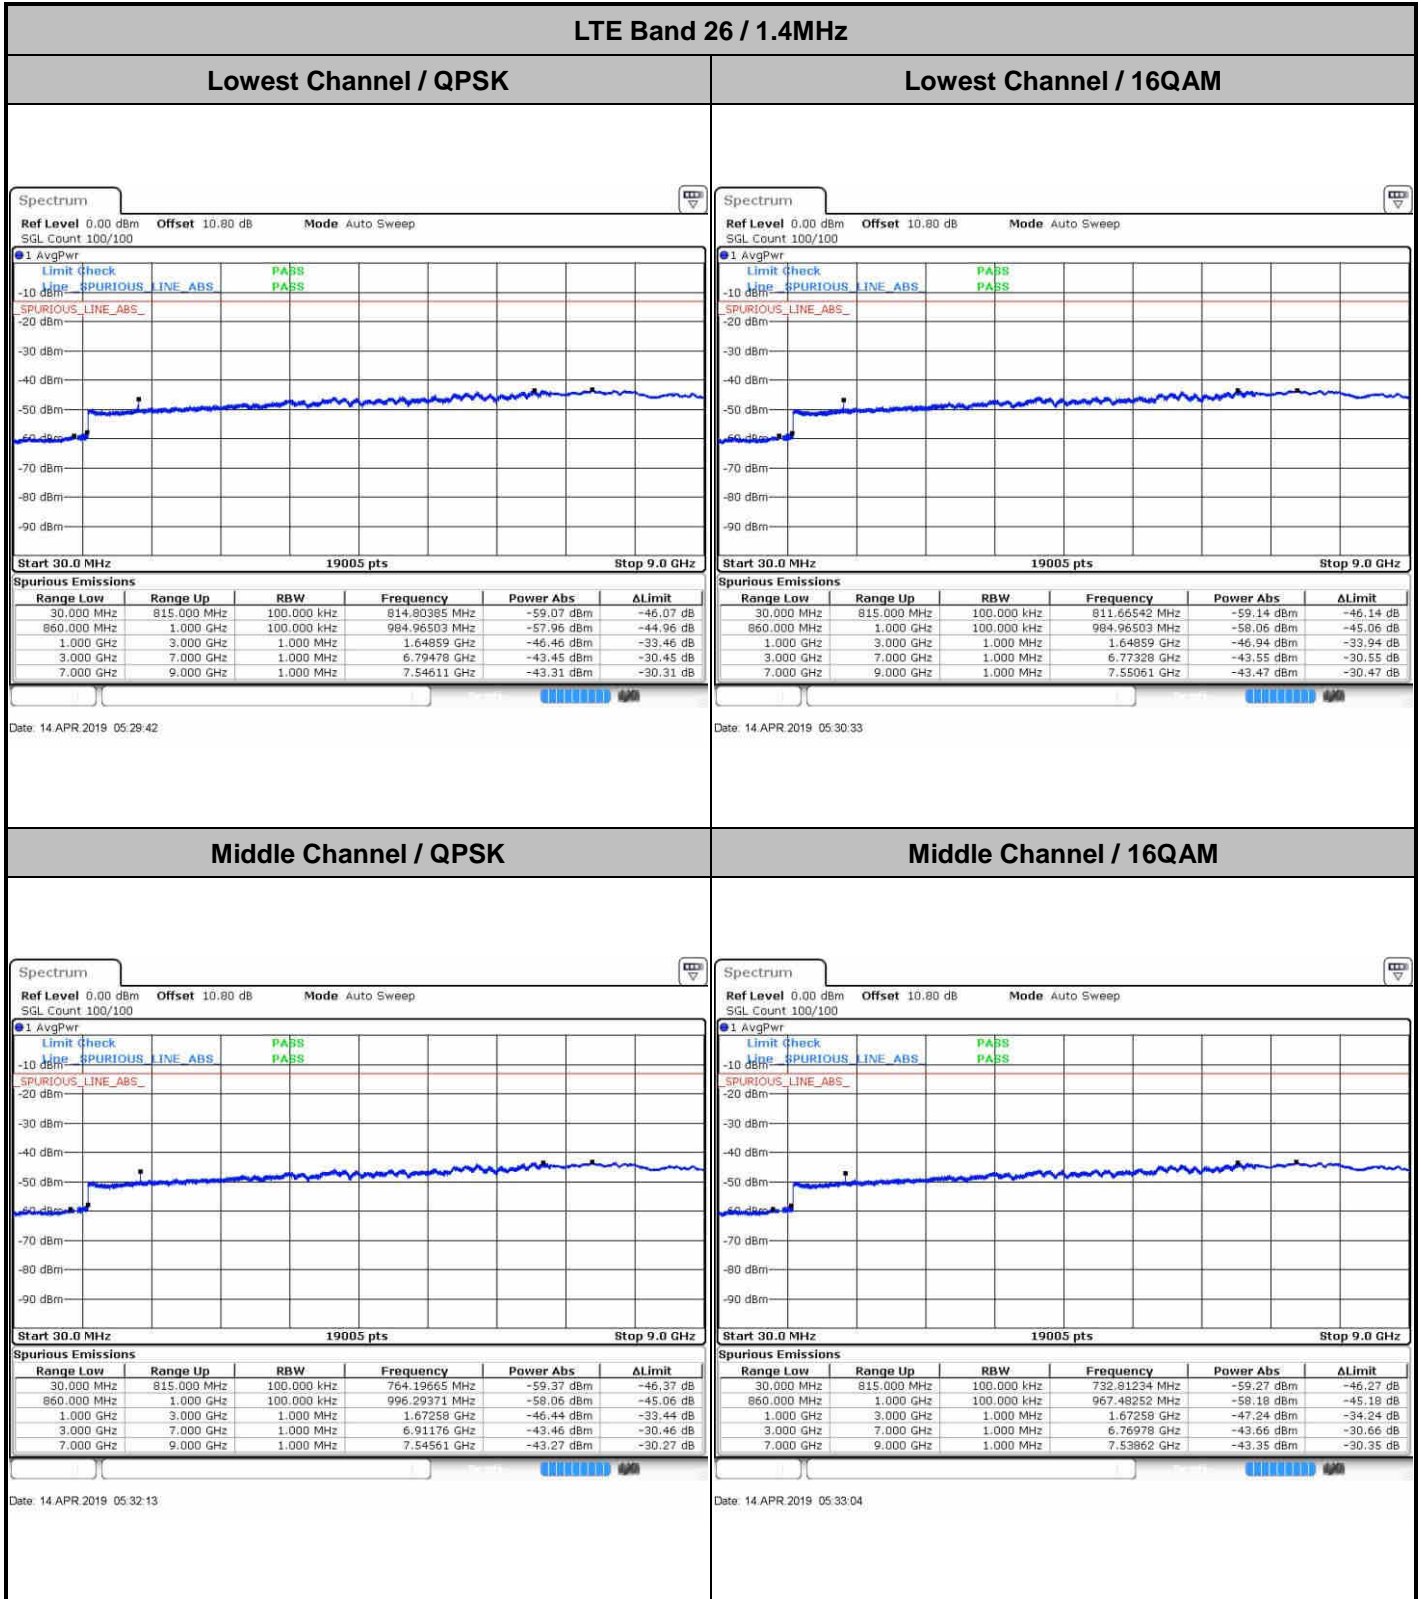 LTE Band 26 / 1.4MHz
Lowest Channel / QPSK
Lowest Channel / 16QAM
Spectrum
Ref Level 0.00 dBm Offset 10.80 dB Mode Auto Sweep
SGL Count 100/100
1 AvgPwr
Limit Check PASS
Line _SPURIOUS_LINE_ABS_ PASS
-10 dBm
_SPURIOUS_LINE_ABS_
-20 dBm
-30 dBm
-40 dBm
-50 dBm
-60 dBm
-70 dBm
-80 dBm
-90 dBm
Start 30.0 MHz 19005 pts Stop 9.0 GHz
Spurious Emissions
Range Low Range Up RBW Frequency Power Abs ΔLimit
30.000 MHz 815.000 MHz 100.000 kHz 814.80385 MHz -59.07 dBm -46.07 dB
860.000 MHz 1.000 GHz 100.000 kHz 984.96503 MHz -57.96 dBm -44.96 dB
1.000 GHz 3.000 GHz 1.000 MHz 1.64859 GHz -46.46 dBm -33.46 dB
3.000 GHz 7.000 GHz 1.000 MHz 6.79478 GHz -43.45 dBm -30.45 dB
7.000 GHz 9.000 GHz 1.000 MHz 7.54611 GHz -43.31 dBm -30.31 dB
Date: 14.APR.2019 05:29:42
Spectrum
Ref Level 0.00 dBm Offset 10.80 dB Mode Auto Sweep
SGL Count 100/100
1 AvgPwr
Limit Check PASS
Line _SPURIOUS_LINE_ABS_ PASS
-10 dBm
_SPURIOUS_LINE_ABS_
-20 dBm
-30 dBm
-40 dBm
-50 dBm
-60 dBm
-70 dBm
-80 dBm
-90 dBm
Start 30.0 MHz 19005 pts Stop 9.0 GHz
Spurious Emissions
Range Low Range Up RBW Frequency Power Abs ΔLimit
30.000 MHz 815.000 MHz 100.000 kHz 811.66542 MHz -59.14 dBm -46.14 dB
860.000 MHz 1.000 GHz 100.000 kHz 984.96503 MHz -58.06 dBm -45.06 dB
1.000 GHz 3.000 GHz 1.000 MHz 1.64859 GHz -46.94 dBm -33.94 dB
3.000 GHz 7.000 GHz 1.000 MHz 6.77328 GHz -43.55 dBm -30.55 dB
7.000 GHz 9.000 GHz 1.000 MHz 7.55061 GHz -43.47 dBm -30.47 dB
Date: 14.APR.2019 05:30:33
Middle Channel / QPSK
Middle Channel / 16QAM
Spectrum
Ref Level 0.00 dBm Offset 10.80 dB Mode Auto Sweep
SGL Count 100/100
1 AvgPwr
Limit Check PASS
Line _SPURIOUS_LINE_ABS_ PASS
-10 dBm
_SPURIOUS_LINE_ABS_
-20 dBm
-30 dBm
-40 dBm
-50 dBm
-60 dBm
-70 dBm
-80 dBm
-90 dBm
Start 30.0 MHz 19005 pts Stop 9.0 GHz
Spurious Emissions
Range Low Range Up RBW Frequency Power Abs ΔLimit
30.000 MHz 815.000 MHz 100.000 kHz 764.19665 MHz -59.37 dBm -46.37 dB
860.000 MHz 1.000 GHz 100.000 kHz 996.29371 MHz -58.06 dBm -45.06 dB
1.000 GHz 3.000 GHz 1.000 MHz 1.67258 GHz -46.44 dBm -33.44 dB
3.000 GHz 7.000 GHz 1.000 MHz 6.91176 GHz -43.46 dBm -30.46 dB
7.000 GHz 9.000 GHz 1.000 MHz 7.54561 GHz -43.27 dBm -30.27 dB
Date: 14.APR.2019 05:32:13
Spectrum
Ref Level 0.00 dBm Offset 10.80 dB Mode Auto Sweep
SGL Count 100/100
1 AvgPwr
Limit Check PASS
Line _SPURIOUS_LINE_ABS_ PASS
-10 dBm
_SPURIOUS_LINE_ABS_
-20 dBm
-30 dBm
-40 dBm
-50 dBm
-60 dBm
-70 dBm
-80 dBm
-90 dBm
Start 30.0 MHz 19005 pts Stop 9.0 GHz
Spurious Emissions
Range Low Range Up RBW Frequency Power Abs ΔLimit
30.000 MHz 815.000 MHz 100.000 kHz 732.81234 MHz -59.27 dBm -46.27 dB
860.000 MHz 1.000 GHz 100.000 kHz 967.48252 MHz -58.18 dBm -45.18 dB
1.000 GHz 3.000 GHz 1.000 MHz 1.67258 GHz -47.24 dBm -34.24 dB
3.000 GHz 7.000 GHz 1.000 MHz 6.76978 GHz -43.66 dBm -30.66 dB
7.000 GHz 9.000 GHz 1.000 MHz 7.53862 GHz -43.35 dBm -30.35 dB
Date: 14.APR.2019 05:33:04